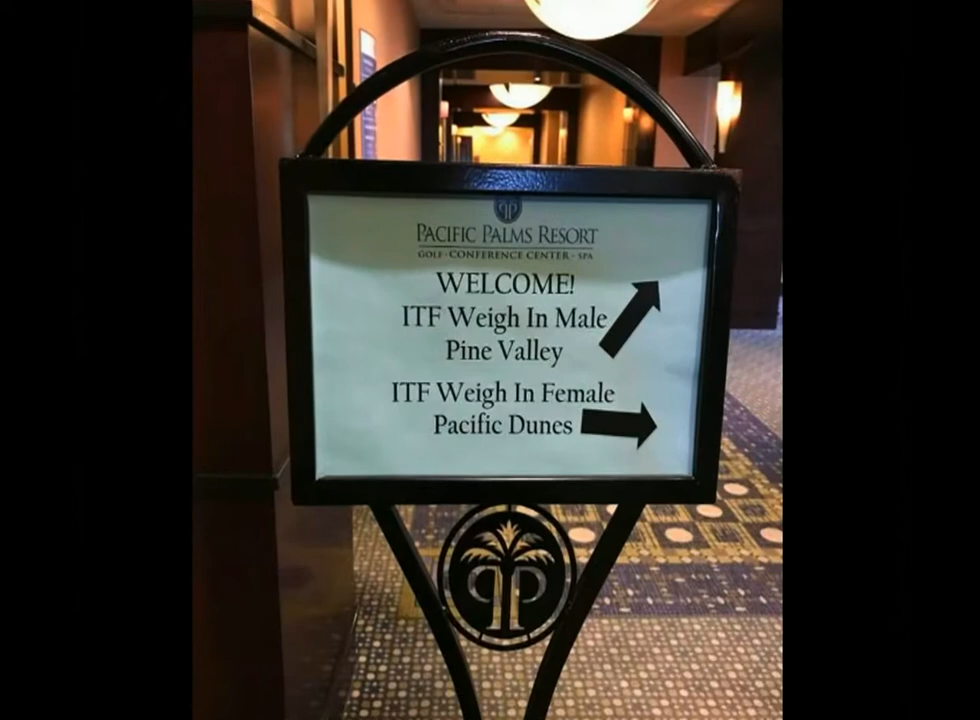 PACIFIC PALMS RESORT
GOLF · CONFERENCE CENTER · SPA
WELCOME!
ITF Weigh In Male
Pine Valley
ITF Weigh In Female
Pacific Dunes